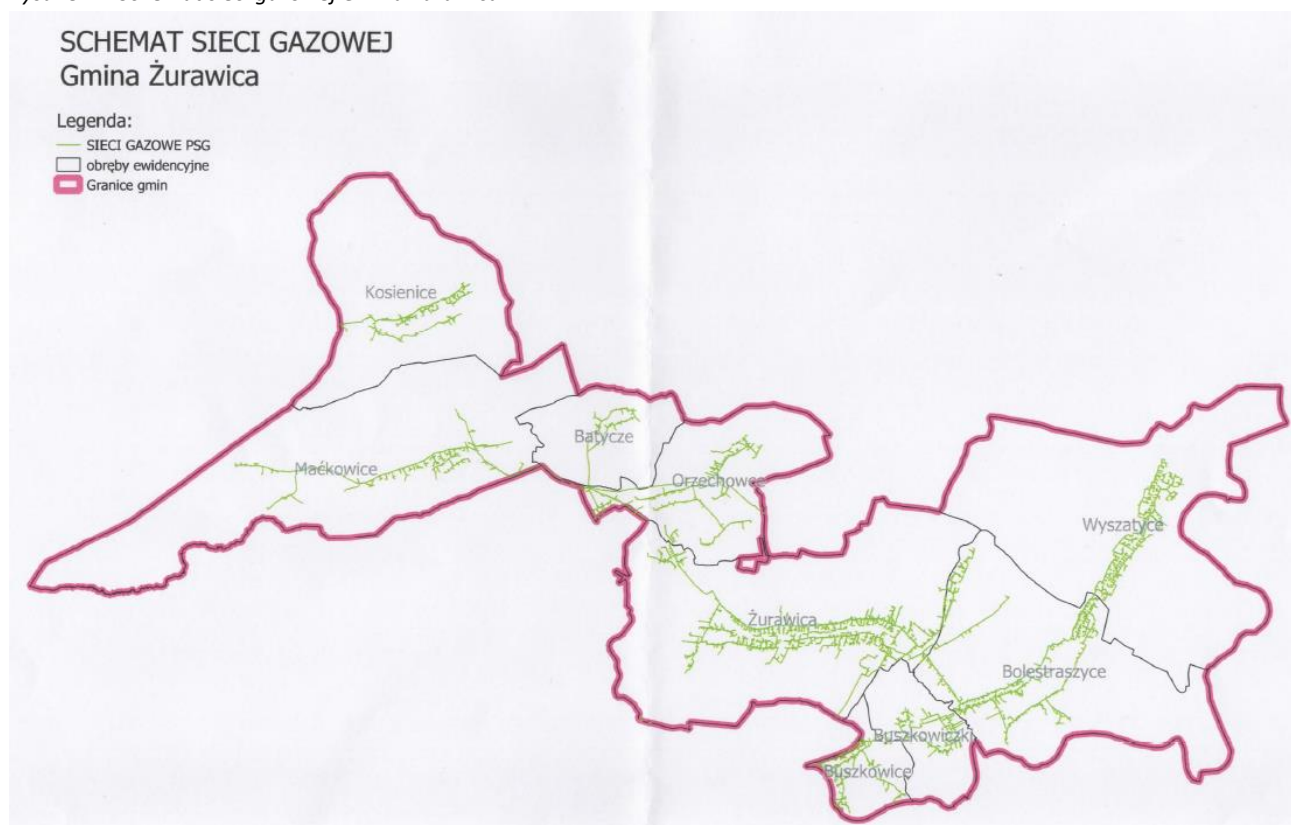 SCHEMAT SIECI GAZOWEJ
Gmina Żurawica
Legenda:
SIECI GAZOWE PSG
obręby ewidencyjne
Granice gmin
Kosienice
Batycze
Maćkowice
Orzechowce
Wyszatyce
Żurawica
Bolestraszyce
Buszkowiczki
Buszkowice